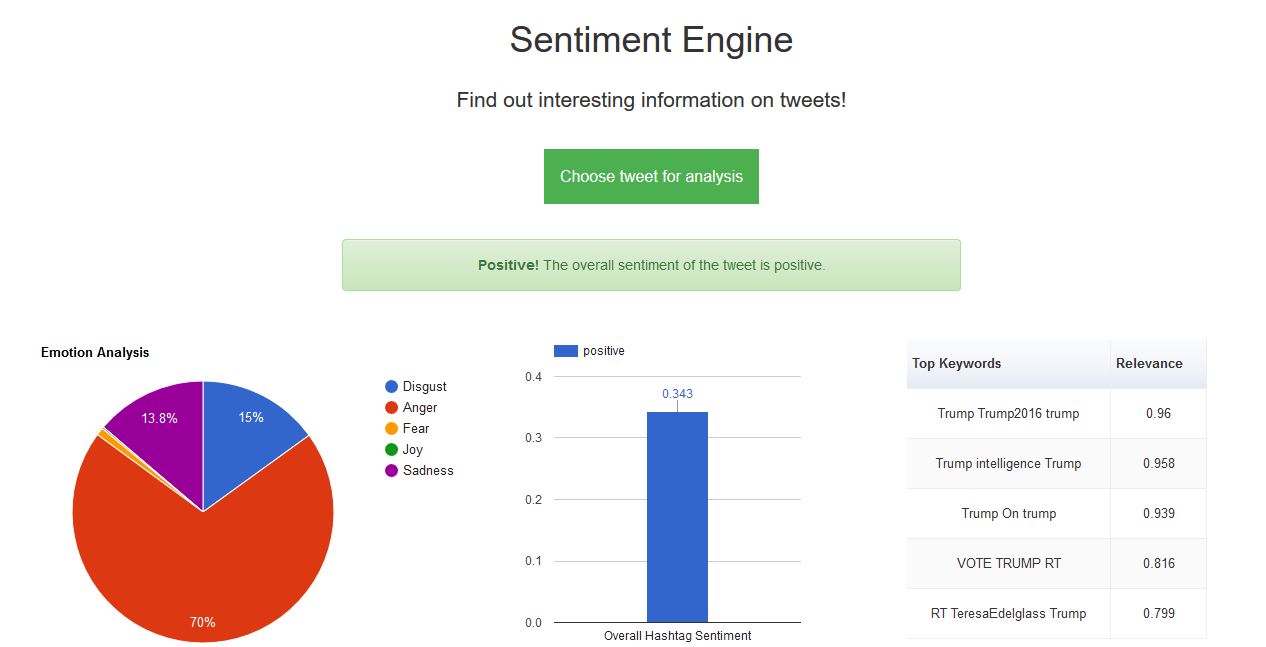 Sentiment Engine
Find out interesting information on tweets!
Choose tweet for analysis
Positive! The overall sentiment of the tweet is positive.
Emotion Analysis
15%
13.8%
70%
Disgust
Anger
Fear
Joy
Sadness
positive
0.4
0.3
0.2
0.1
0.0
0.343
Overall Hashtag Sentiment
Top Keywords Relevance
Trump Trump2016 trump 0.96
Trump intelligence Trump 0.958
Trump On trump 0.939
VOTE TRUMP RT 0.816
RT TeresaEdelglass Trump 0.799